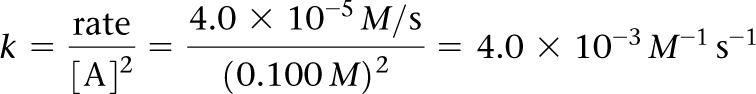 k = rate / [A]² = 4.0 × 10⁻⁵ M/s / (0.100 M)² = 4.0 × 10⁻³ M⁻¹ s⁻¹